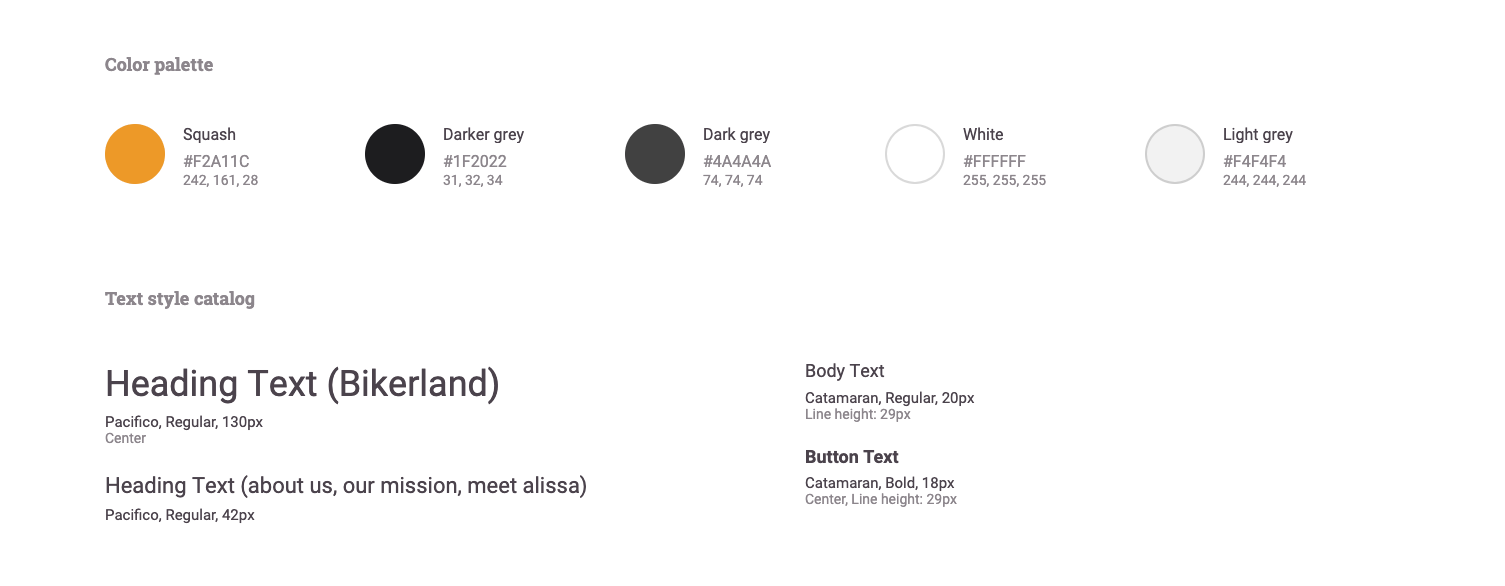 Color palette
Squash
#F2A11C
242, 161, 28
Darker grey
#1F2022
31, 32, 34
Dark grey
#4A4A4A
74, 74, 74
White
#FFFFFF
255, 255, 255
Light grey
#F4F4F4
244, 244, 244
Text style catalog
Heading Text (Bikerland)
Pacifico, Regular, 130px
Center
Heading Text (about us, our mission, meet alissa)
Pacifico, Regular, 42px
Body Text
Catamaran, Regular, 20px
Line height: 29px
Button Text
Catamaran, Bold, 18px
Center, Line height: 29px